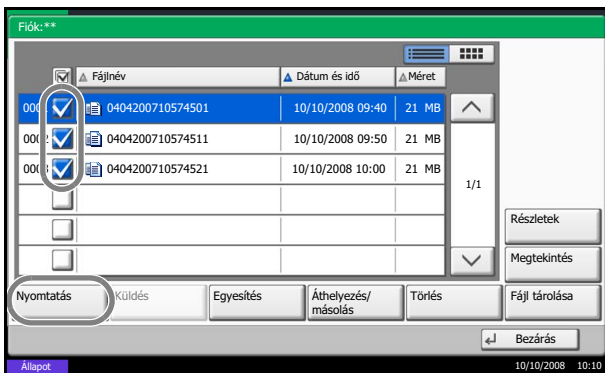 Fiók:**
Fájlnév Dátum és idő Méret
0404200710574501 10/10/2008 09:40 21 MB
0404200710574511 10/10/2008 09:50 21 MB
0404200710574521 10/10/2008 10:00 21 MB
1/1
Részletek
Megtekintés
Nyomtatás Küldés Egyesítés Áthelyezés/ Törlés Fájl tárolása
másolás
Bezárás
Állapot 10/10/2008 10:10